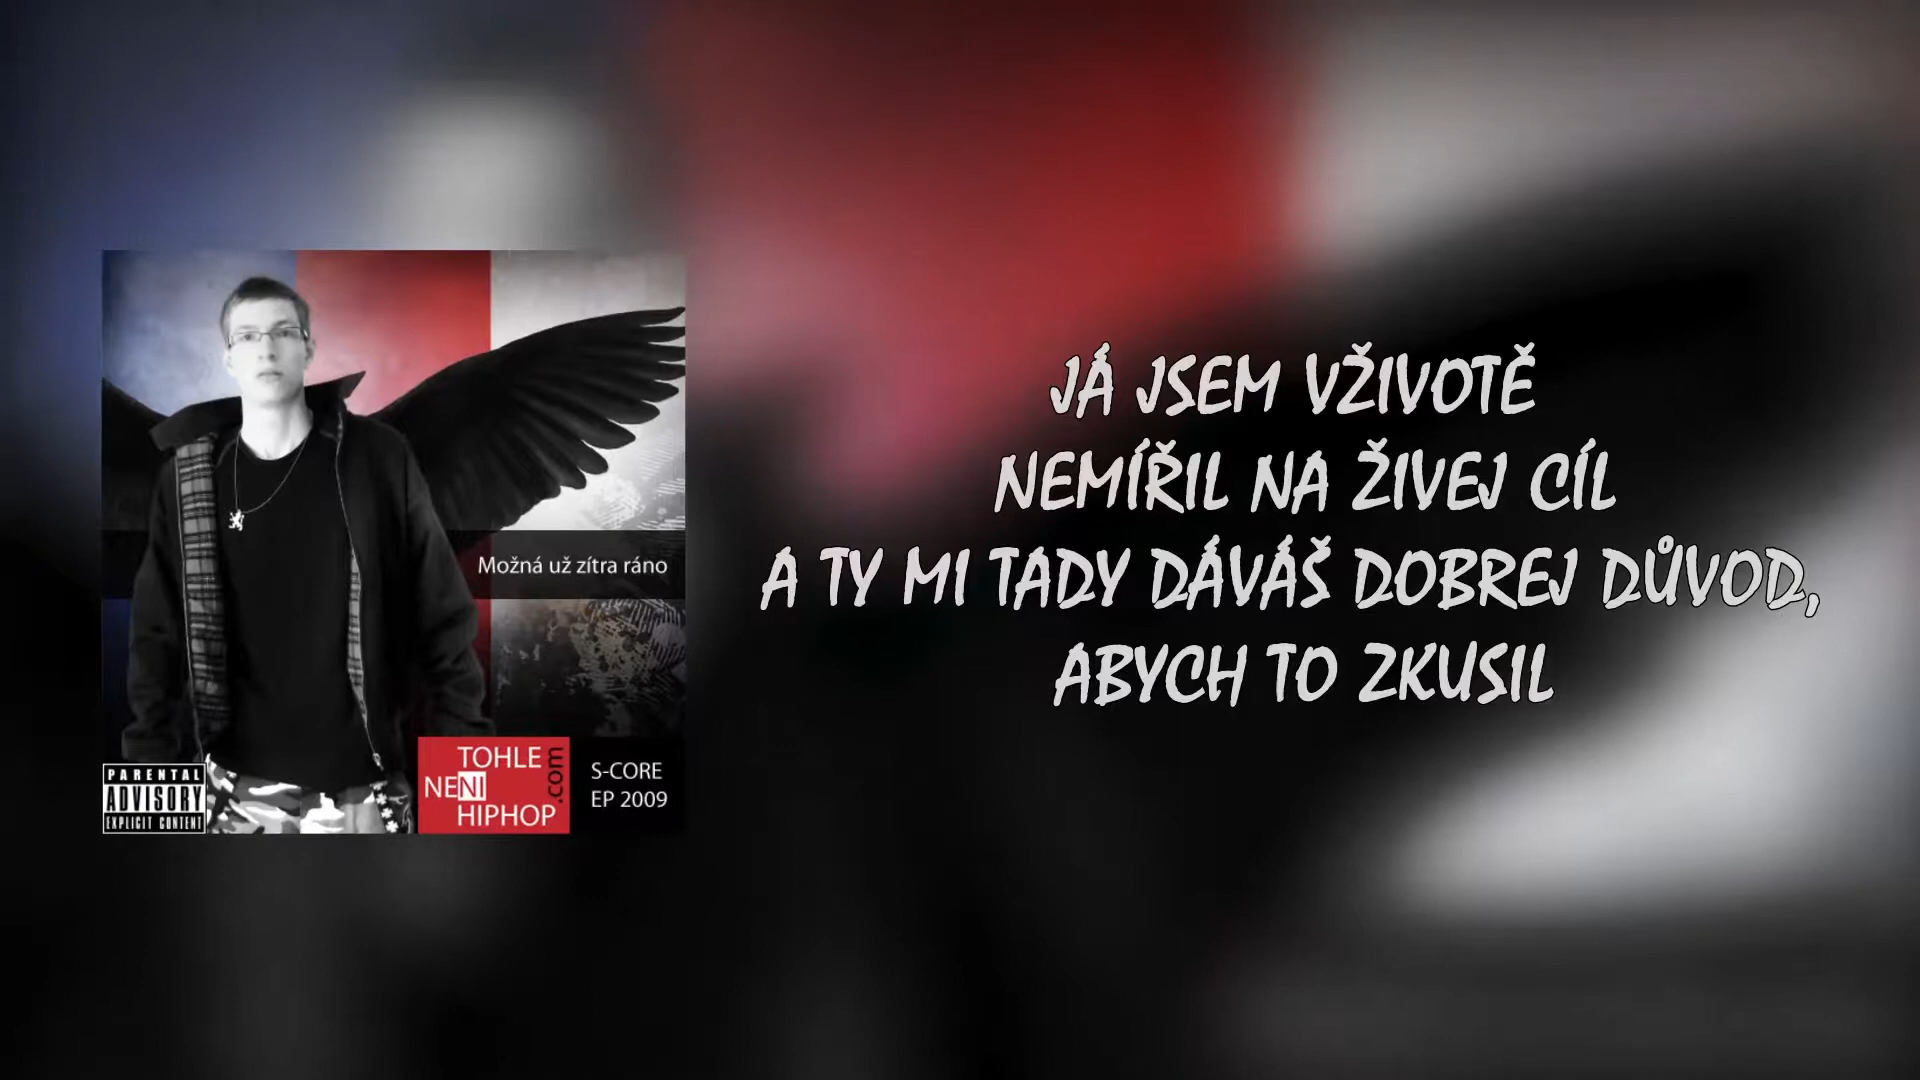 JÁ JSEM VŽIVOTĚ
NEMÍŘIL NA ŽIVEJ CÍL
A TY MI TADY DÁVÁŠ DOBREJ DŮVOD,
ABYCH TO ZKUSIL
Možná už zítra ráno
PARENTAL
ADVISORY
EXPLICIT CONTENT
TOHLE
NENI
HIPHOP
.com
S-CORE
EP 2009